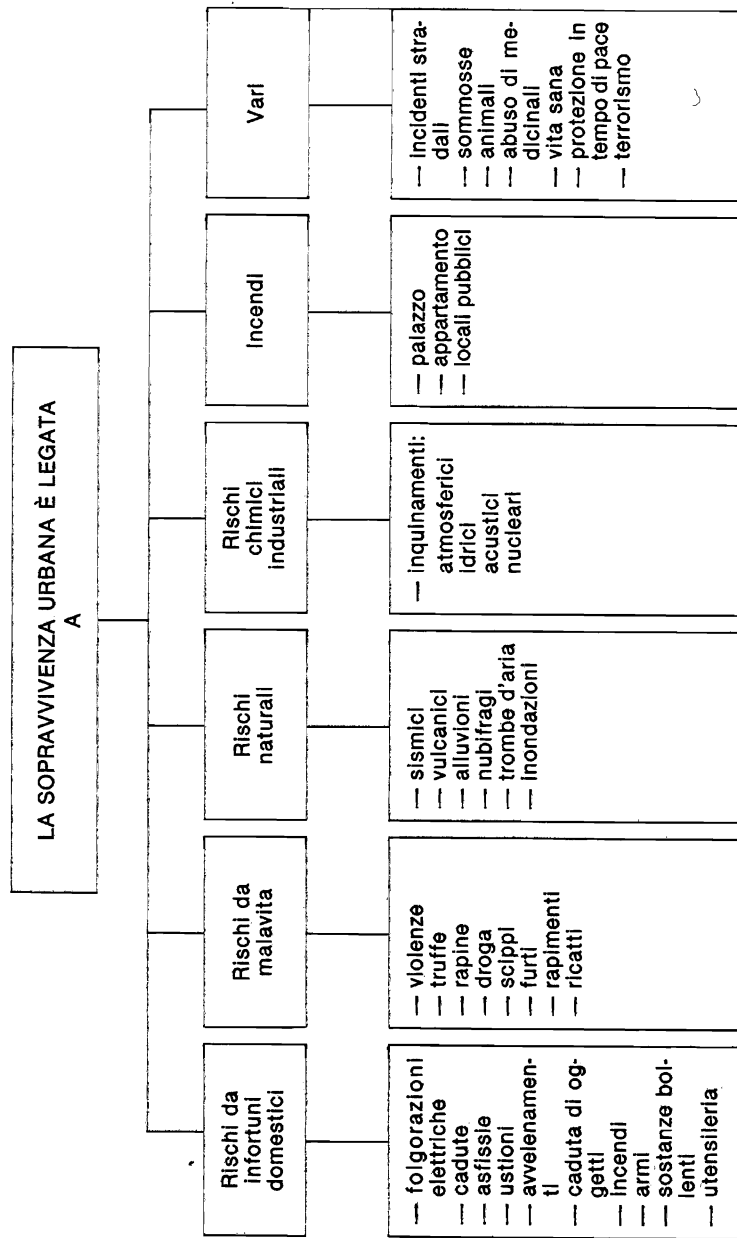 LA SOPRAVVIVENZA URBANA È LEGATA
A
Rischi da
infortuni
domestici
Rischi da
malavita
Rischi
naturali
Rischi
chimici
industriali
Incendi
Vari
— folgorazioni
elettriche
— cadute
— asfissie
— ustioni
— avvelenamen-
ti
— caduta di og-
getti
— incendi
— armi
— sostanze bol-
lenti
— utensileria
— violenze
— truffe
— rapine
— droga
— scippi
— furti
— rapimenti
— ricatti
— sismici
— vulcanici
— alluvioni
— nubifragi
— trombe d'aria
— inondazioni
— inquinamenti:
atmosferici
idrici
acustici
nucleari
— palazzo
— appartamento
— locali pubblici
— incidenti stra-
dali
— sommosse
— animali
— abuso di me-
dicinali
— vita sana
— protezione in
tempo di pace
— terrorismo